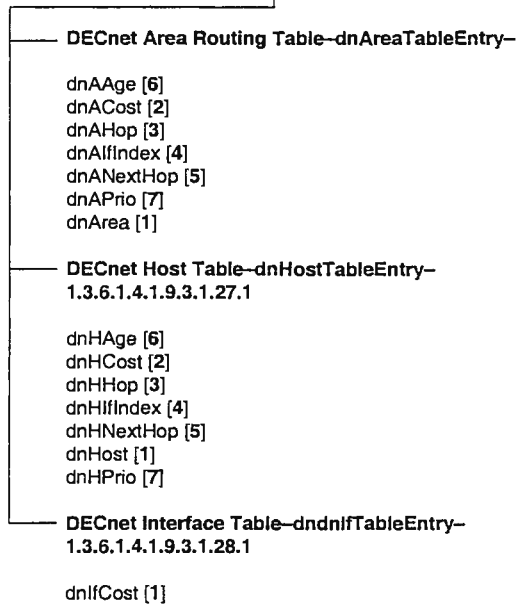 DECnet Area Routing Table–dnAreaTableEntry–
dnAAge [6]
dnACost [2]
dnAHop [3]
dnAIfIndex [4]
dnANextHop [5]
dnAPrio [7]
dnArea [1]
DECnet Host Table–dnHostTableEntry–
1.3.6.1.4.1.9.3.1.27.1
dnHAge [6]
dnHCost [2]
dnHHop [3]
dnHIfIndex [4]
dnHNextHop [5]
dnHost [1]
dnHPrio [7]
DECnet Interface Table–dndnIfTableEntry–
1.3.6.1.4.1.9.3.1.28.1
dnIfCost [1]